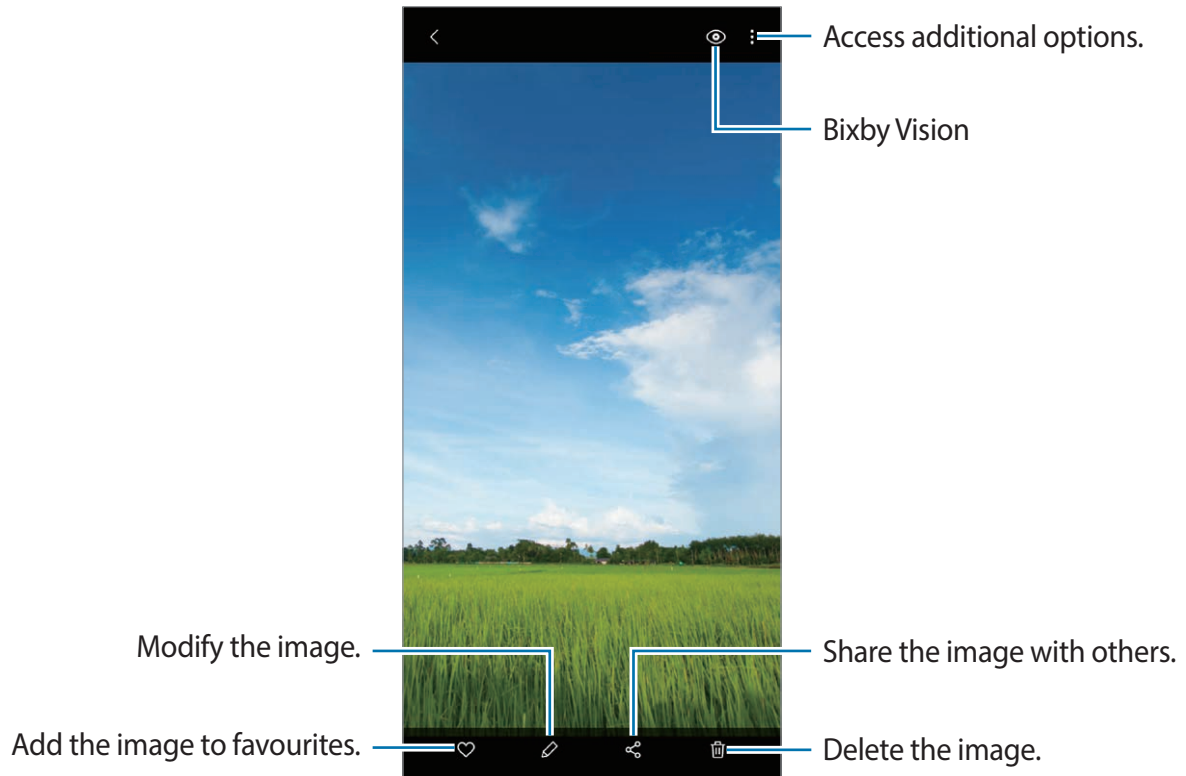 Access additional options.
Bixby Vision
Modify the image.
Share the image with others.
Add the image to favourites.
Delete the image.